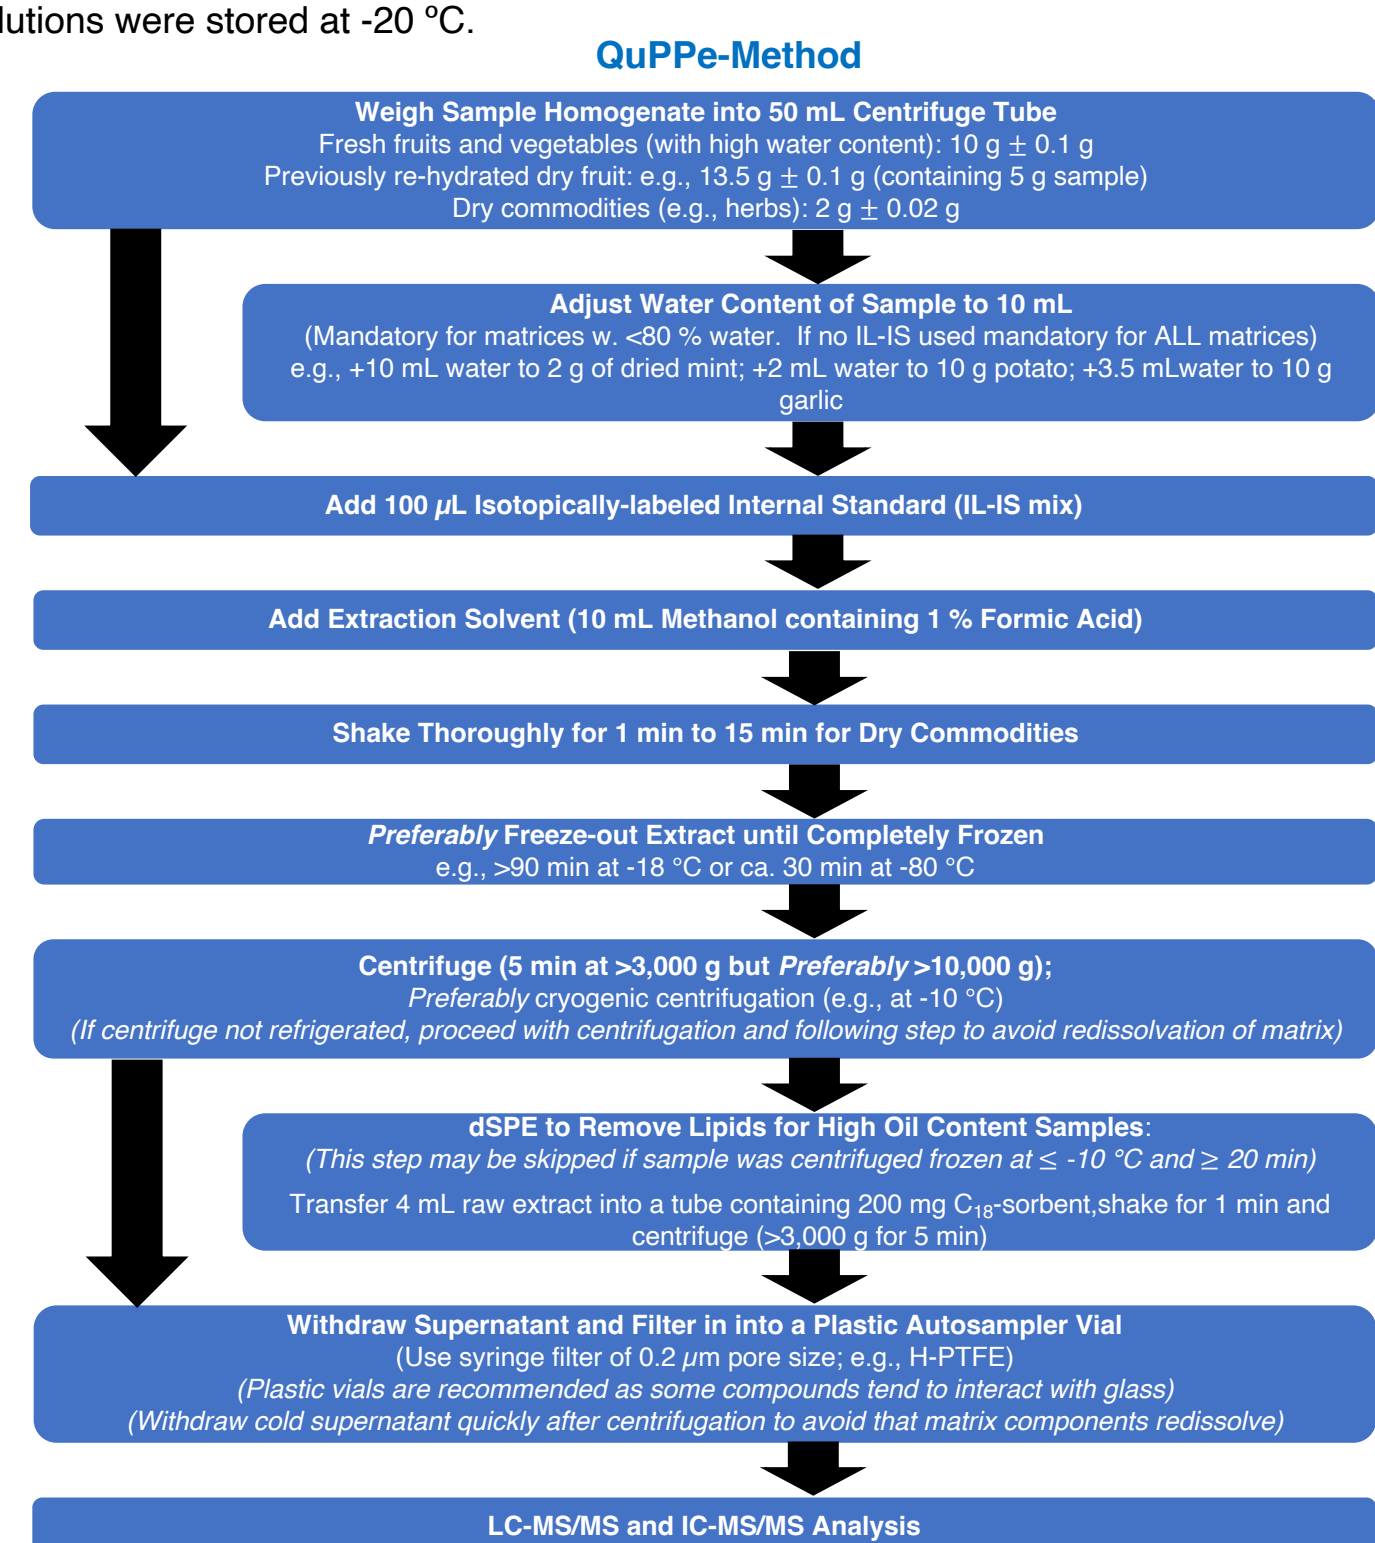 lutions were stored at -20 ºC.
QuPPe-Method
Weigh Sample Homogenate into 50 mL Centrifuge Tube
Fresh fruits and vegetables (with high water content): 10 g ± 0.1 g
Previously re-hydrated dry fruit: e.g., 13.5 g ± 0.1 g (containing 5 g sample)
Dry commodities (e.g., herbs): 2 g ± 0.02 g
Adjust Water Content of Sample to 10 mL
(Mandatory for matrices w. <80 % water.  If no IL-IS used mandatory for ALL matrices)
e.g., +10 mL water to 2 g of dried mint; +2 mL water to 10 g potato; +3.5 mLwater to 10 g
garlic
Add 100 µL Isotopically-labeled Internal Standard (IL-IS mix)
Add Extraction Solvent (10 mL Methanol containing 1 % Formic Acid)
Shake Thoroughly for 1 min to 15 min for Dry Commodities
Preferably Freeze-out Extract until Completely Frozen
e.g., >90 min at -18 °C or ca. 30 min at -80 °C
Centrifuge (5 min at >3,000 g but Preferably >10,000 g);
Preferably cryogenic centrifugation (e.g., at -10 °C)
(If centrifuge not refrigerated, proceed with centrifugation and following step to avoid redissolvation of matrix)
dSPE to Remove Lipids for High Oil Content Samples:
(This step may be skipped if sample was centrifuged frozen at ≤ -10 °C and ≥ 20 min)
Transfer 4 mL raw extract into a tube containing 200 mg C18-sorbent,shake for 1 min and
centrifuge (>3,000 g for 5 min)
Withdraw Supernatant and Filter in into a Plastic Autosampler Vial
(Use syringe filter of 0.2 µm pore size; e.g., H-PTFE)
(Plastic vials are recommended as some compounds tend to interact with glass)
(Withdraw cold supernatant quickly after centrifugation to avoid that matrix components redissolve)
LC-MS/MS and IC-MS/MS Analysis